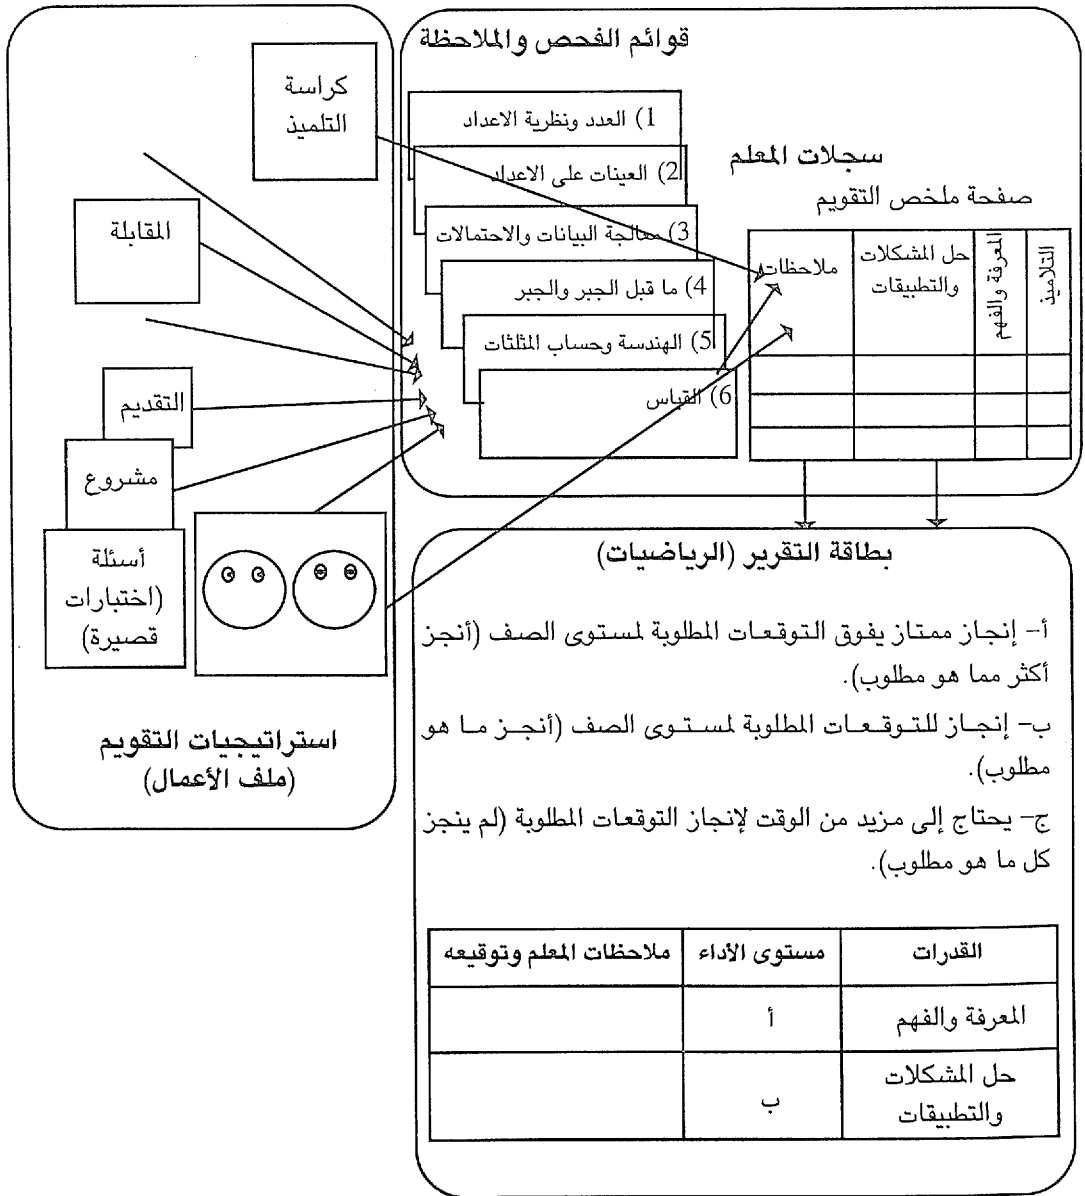 قوائم الفحص والملاحظة
1) العدد ونظرية الاعداد
2) العينات على الاعداد
3) معالجة البيانات والاحتمالات
4) ما قبل الجبر والجبر
5) الهندسة وحساب المثلثات
6) القياس
سجلات المعلم
صفحة ملخص التقويم
التلاميذ
المعرفة والفهم
حل المشكلات
والتطبيقات
ملاحظات
كراسة
التلميذ
المقابلة
التقديم
مشروع
أسئلة
(اختبارات
قصيرة)
استراتيجيات التقويم
(ملف الأعمال)
بطاقة التقرير (الرياضيات)
أ– إنجاز ممتاز يفوق التوقعات المطلوبة لمستوى الصف (أنجز
أكثر مما هو مطلوب).
ب– إنجاز للتوقعات المطلوبة لمستوى الصف (أنجز ما هو
مطلوب).
ج– يحتاج إلى مزيد من الوقت لإنجاز التوقعات المطلوبة (لم ينجز
كل ما هو مطلوب).
القدرات مستوى الأداء ملاحظات المعلم وتوقيعه
المعرفة والفهم أ
حل المشكلات
والتطبيقات ب